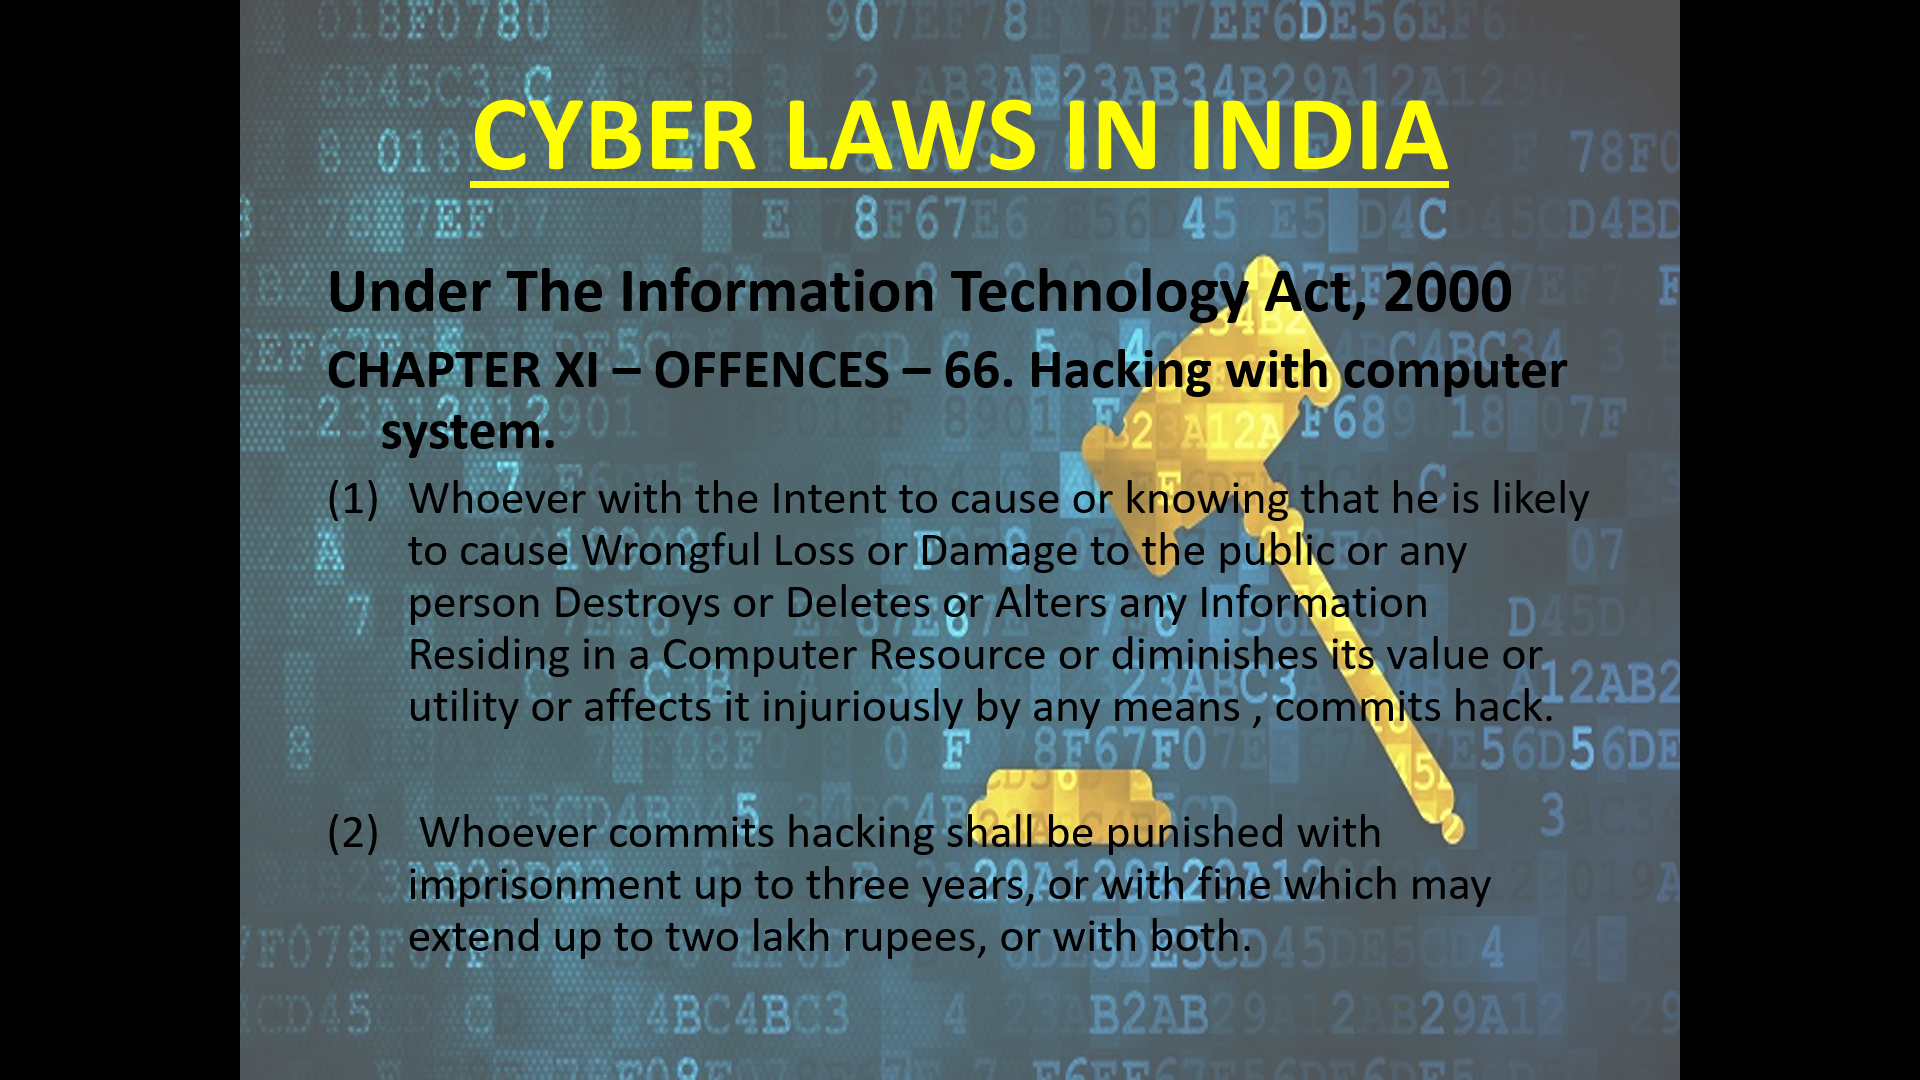 CYBER LAWS IN INDIA
Under The Information Technology Act, 2000
CHAPTER XI – OFFENCES – 66. Hacking with computer
system.
(1) Whoever with the Intent to cause or knowing that he is likely
to cause Wrongful Loss or Damage to the public or any
person Destroys or Deletes or Alters any Information
Residing in a Computer Resource or diminishes its value or
utility or affects it injuriously by any means , commits hack.
(2) Whoever commits hacking shall be punished with
imprisonment up to three years, or with fine which may
extend up to two lakh rupees, or with both.